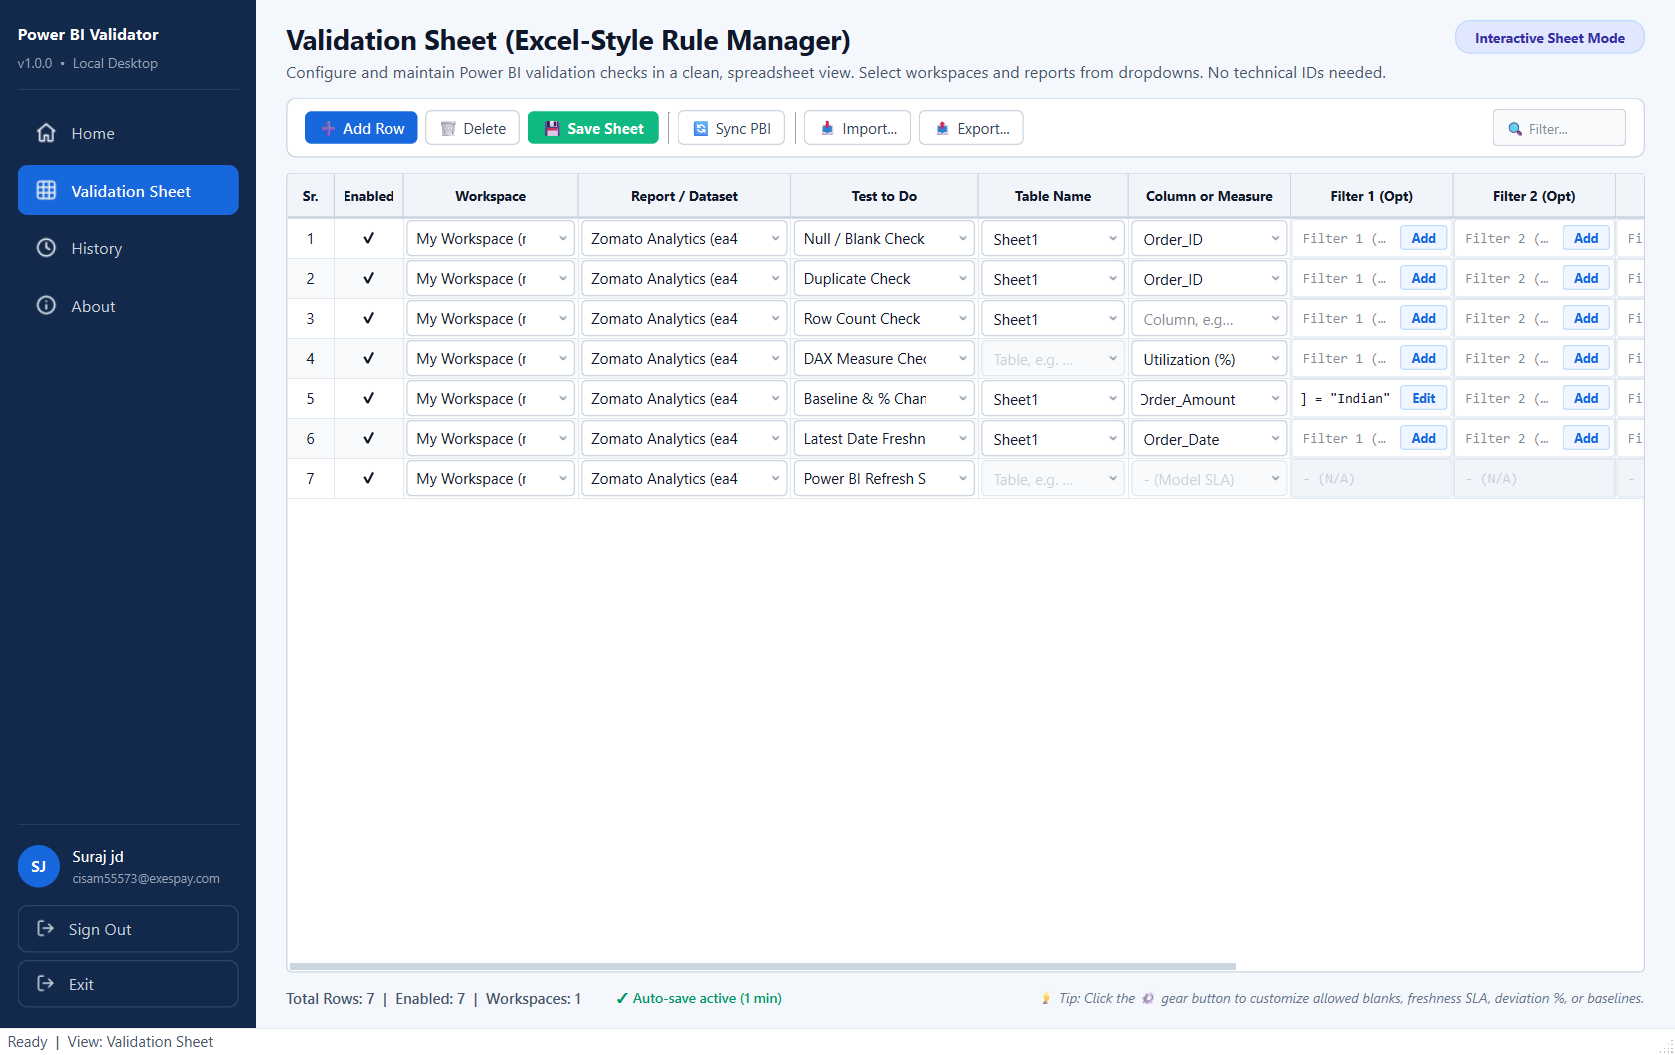 Power BI Validator
v1.0.0 • Local Desktop
Home
Validation Sheet
History
About
SJ
Suraj jd
cisam55573@exespay.com
Sign Out
Exit
Validation Sheet (Excel-Style Rule Manager)
Interactive Sheet Mode
Configure and maintain Power BI validation checks in a clean, spreadsheet view. Select workspaces and reports from dropdowns. No technical IDs needed.
Add Row Delete Save Sheet Sync PBI Import... Export... Filter...
Sr. Enabled Workspace Report / Dataset Test to Do Table Name Column or Measure Filter 1 (Opt) Filter 2 (Opt)
1 ✓ My Workspace (r Zomato Analytics (ea4 Null / Blank Check Sheet1 Order_ID Filter 1 (… Add Filter 2 (… Add Fi
2 ✓ My Workspace (r Zomato Analytics (ea4 Duplicate Check Sheet1 Order_ID Filter 1 (… Add Filter 2 (… Add Fi
3 ✓ My Workspace (r Zomato Analytics (ea4 Row Count Check Sheet1 Column, e.g... Filter 1 (… Add Filter 2 (… Add Fi
4 ✓ My Workspace (r Zomato Analytics (ea4 DAX Measure Chec Table, e.g. ... Utilization (%) Filter 1 (… Add Filter 2 (… Add Fi
5 ✓ My Workspace (r Zomato Analytics (ea4 Baseline & % Chan Sheet1 Order_Amount ] = "Indian" Edit Filter 2 (… Add Fi
6 ✓ My Workspace (r Zomato Analytics (ea4 Latest Date Freshn Sheet1 Order_Date Filter 1 (… Add Filter 2 (… Add Fi
7 ✓ My Workspace (r Zomato Analytics (ea4 Power BI Refresh S Table, e.g. ... - (Model SLA) - (N/A) - (N/A) -
Total Rows: 7 | Enabled: 7 | Workspaces: 1 ✓ Auto-save active (1 min)
Tip: Click the ⚙ gear button to customize allowed blanks, freshness SLA, deviation %, or baselines.
Ready | View: Validation Sheet